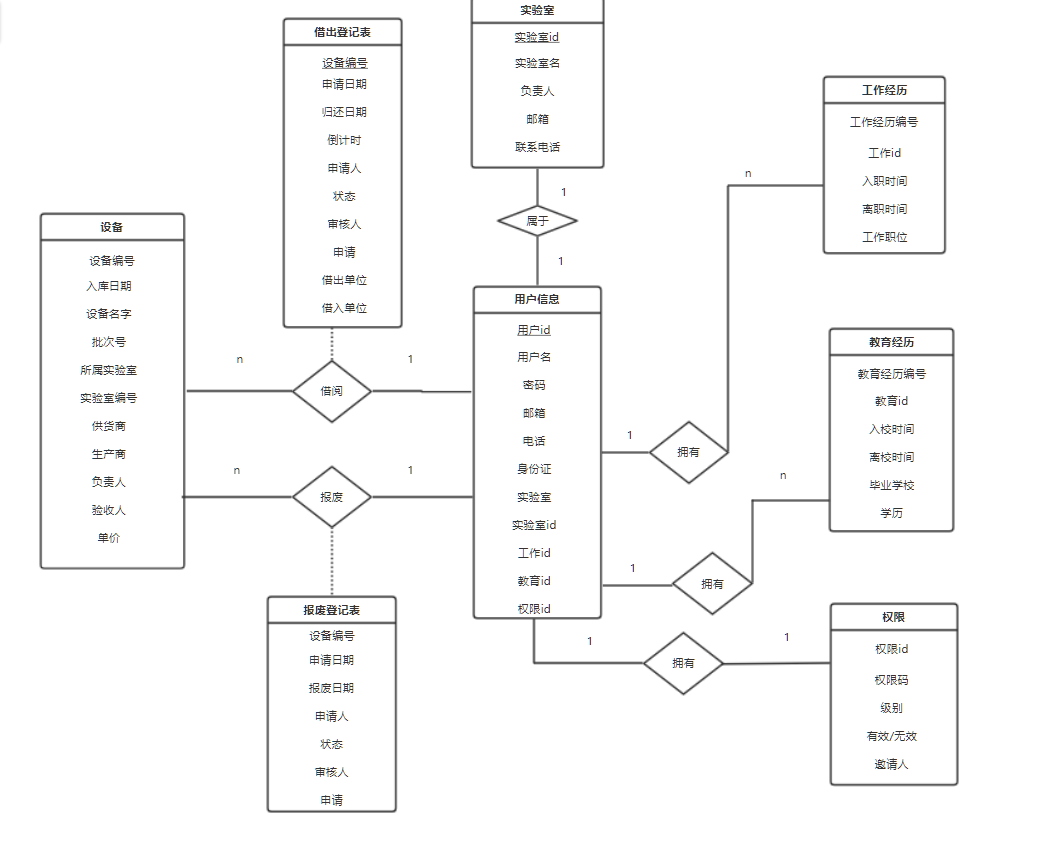 实验室
实验室id
实验室名
负责人
邮箱
联系电话
借出登记表
设备编号
申请日期
归还日期
倒计时
申请人
状态
审核人
申请
借出单位
借入单位
工作经历
工作经历编号
工作id
入职时间
离职时间
工作职位
n
1
属于
1
设备
设备编号
入库日期
设备名字
批次号
所属实验室
实验室编号
供货商
生产商
负责人
验收人
单价
用户信息
用户id
用户名
密码
邮箱
电话
身份证
实验室
实验室id
工作id
教育id
权限id
n
借阅
1
n
报废
1
教育经历
教育经历编号
教育id
入校时间
离校时间
毕业学校
学历
1
拥有
n
1
拥有
1
拥有
1
报废登记表
设备编号
申请日期
报废日期
申请人
状态
审核人
申请
权限
权限id
权限码
级别
有效/无效
邀请人